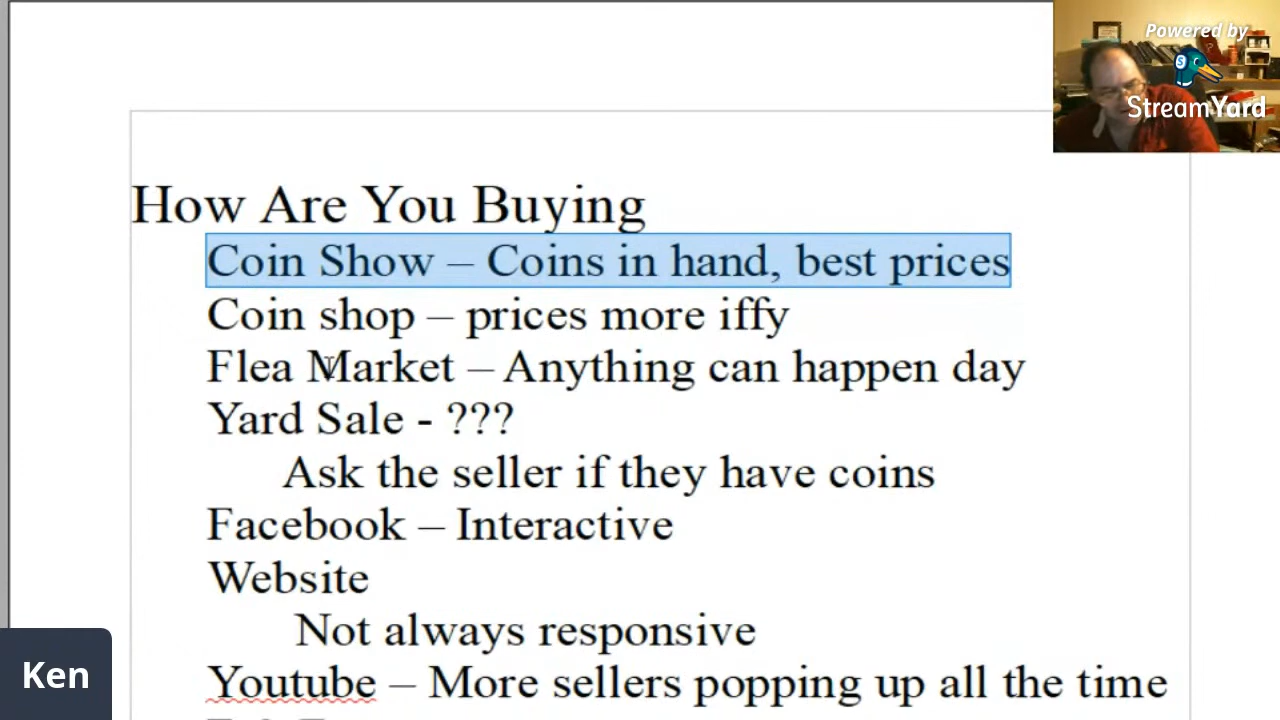 Powered by
StreamYard
How Are You Buying
Coin Show – Coins in hand, best prices
Coin shop – prices more iffy
Flea Market – Anything can happen day
Yard Sale - ???
Ask the seller if they have coins
Facebook – Interactive
Website
Not always responsive
Youtube – More sellers popping up all the time
Ken